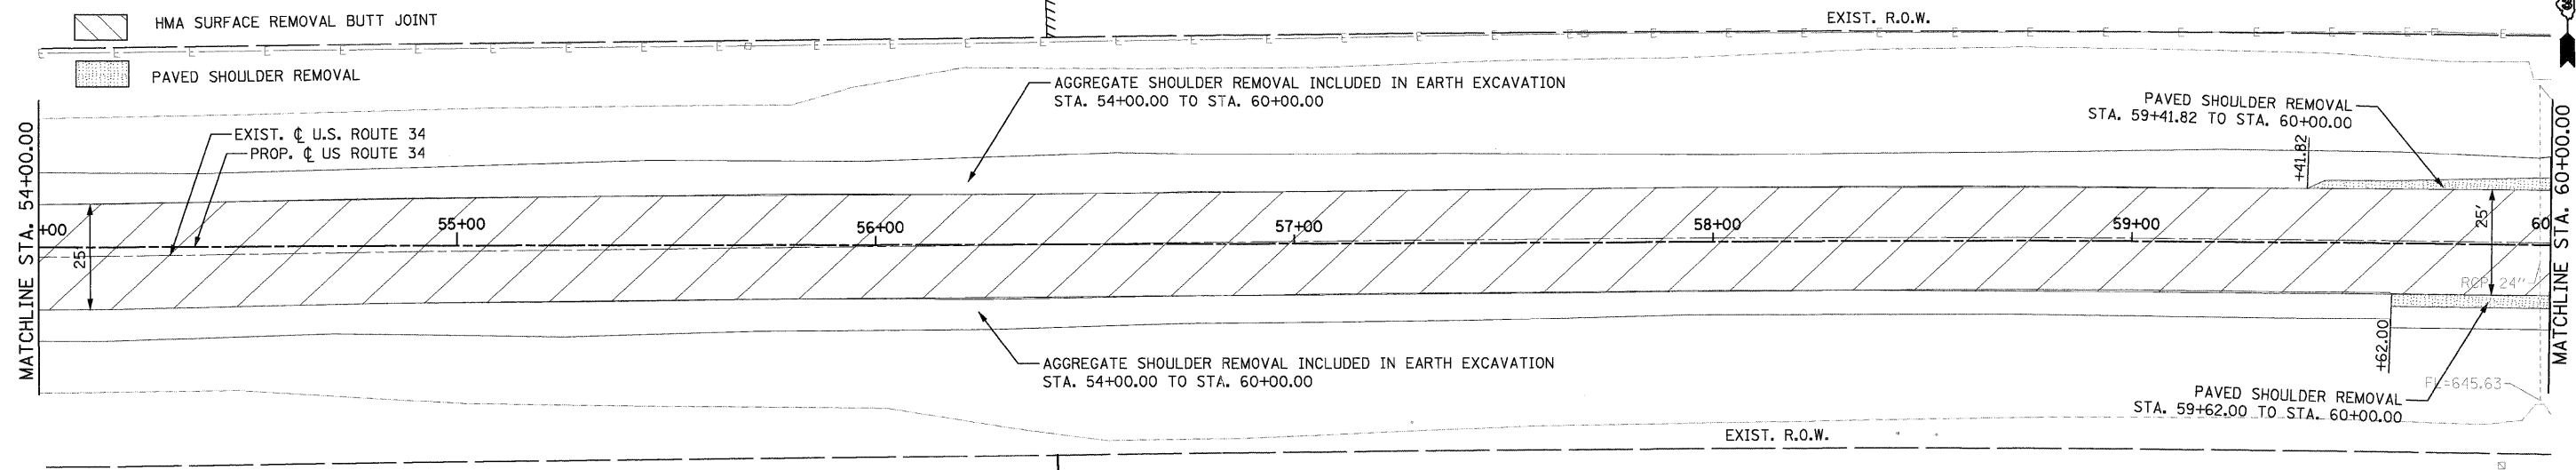 HMA SURFACE REMOVAL BUTT JOINT
EXIST. R.O.W.
PAVED SHOULDER REMOVAL
AGGREGATE SHOULDER REMOVAL INCLUDED IN EARTH EXCAVATION
STA. 54+00.00 TO STA. 60+00.00
PAVED SHOULDER REMOVAL
STA. 59+41.82 TO STA. 60+00.00
EXIST. ℄ U.S. ROUTE 34
PROP. ℄ US ROUTE 34
MATCHLINE STA. 54+00.00
+41.82
MATCHLINE STA. 60+00.00
+00
55+00
56+00
57+00
58+00
59+00
60
25'
25'
RCP 24"
+62.00
AGGREGATE SHOULDER REMOVAL INCLUDED IN EARTH EXCAVATION
STA. 54+00.00 TO STA. 60+00.00
FL=645.63
PAVED SHOULDER REMOVAL
STA. 59+62.00 TO STA. 60+00.00
EXIST. R.O.W.
E E E E E E E E E E E E E E E E E E E E E E E E E E E E E E E E E